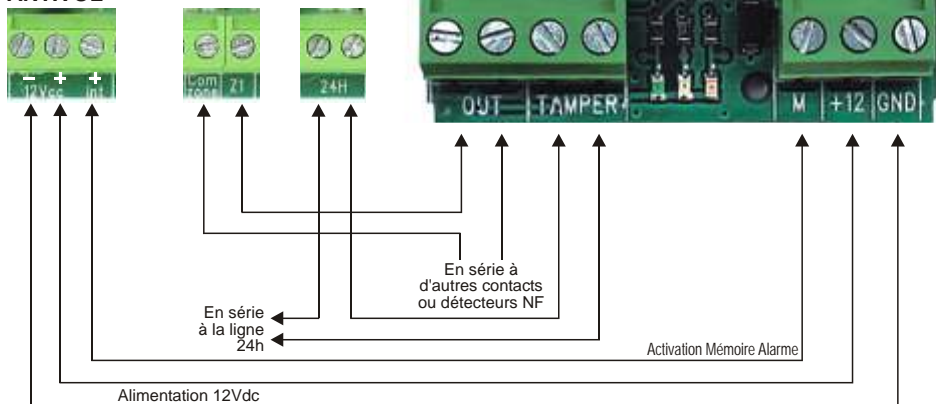 - + +
12Vcc int
Com
zone Z1
24H
OUT TAMPER
M +12 GND
En série à
d'autres contacts
ou détecteurs NF
En série
à la ligne
24h
Activation Mémoire Alarme
Alimentation 12Vdc